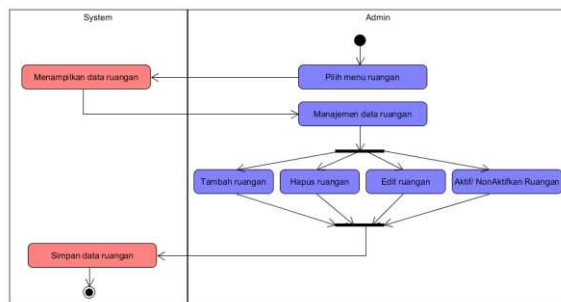 System
Admin
Menampilkan data ruangan
Pilih menu ruangan
Manajemen data ruangan
Tambah ruangan
Hapus ruangan
Edit ruangan
Aktif/ NonAktifkan Ruangan
Simpan data ruangan